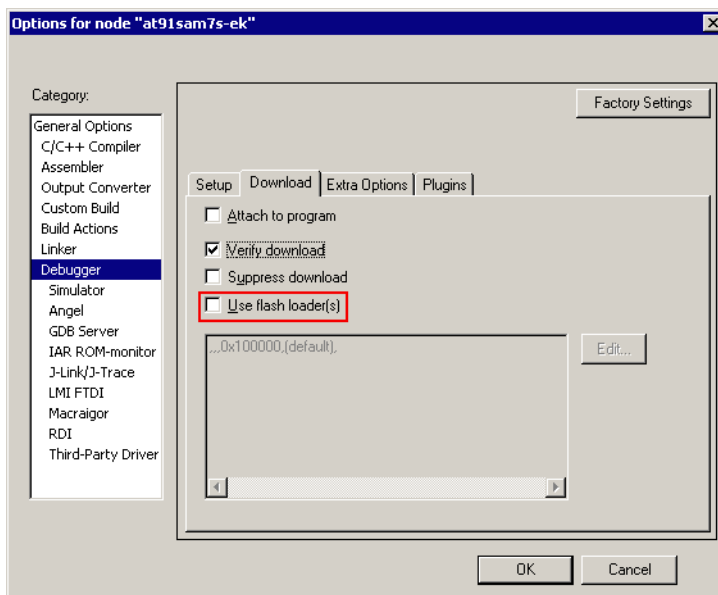 Options for node "at91sam7s-ek"
Category:
Factory Settings
General Options
C/C++ Compiler
Assembler
Output Converter
Custom Build
Build Actions
Linker
Debugger
Simulator
Angel
GDB Server
IAR ROM-monitor
J-Link/J-Trace
LMI FTDI
Macraigor
RDI
Third-Party Driver
Setup Download Extra Options Plugins
Attach to program
Verify download
Suppress download
Use flash loader(s)
,,,0x100000,(default),
Edit...
OK Cancel